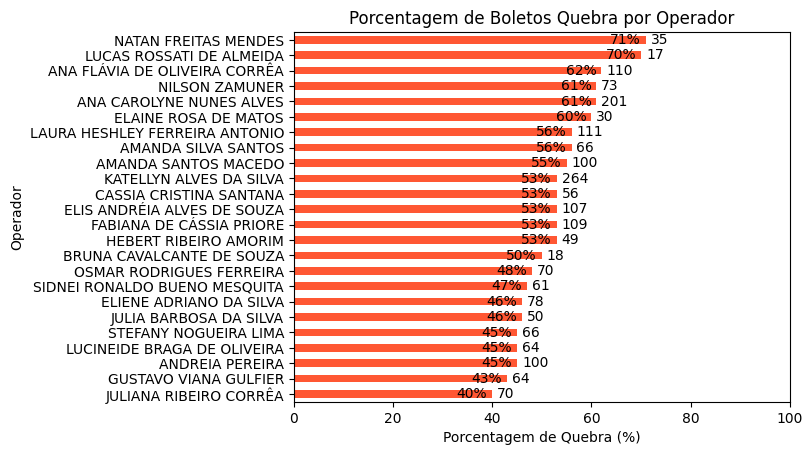 Porcentagem de Boletos Quebra por Operador
NATAN FREITAS MENDES 71% 35
LUCAS ROSSATI DE ALMEIDA 70% 17
ANA FLÁVIA DE OLIVEIRA CORRÊA 62% 110
NILSON ZAMUNER 61% 73
ANA CAROLYNE NUNES ALVES 61% 201
ELAINE ROSA DE MATOS 60% 30
LAURA HESHLEY FERREIRA ANTONIO 56% 111
AMANDA SILVA SANTOS 56% 66
AMANDA SANTOS MACEDO 55% 100
KATELLYN ALVES DA SILVA 53% 264
CASSIA CRISTINA SANTANA 53% 56
ELIS ANDRÉIA ALVES DE SOUZA 53% 107
FABIANA DE CÁSSIA PRIORE 53% 109
HEBERT RIBEIRO AMORIM 53% 49
BRUNA CAVALCANTE DE SOUZA 50% 18
OSMAR RODRIGUES FERREIRA 48% 70
SIDNEI RONALDO BUENO MESQUITA 47% 61
ELIENE ADRIANO DA SILVA 46% 78
JULIA BARBOSA DA SILVA 46% 50
STEFANY NOGUEIRA LIMA 45% 66
LUCINEIDE BRAGA DE OLIVEIRA 45% 64
ANDREIA PEREIRA 45% 100
GUSTAVO VIANA GULFIER 43% 64
JULIANA RIBEIRO CORRÊA 40% 70
Operador
0 20 40 60 80 100
Porcentagem de Quebra (%)